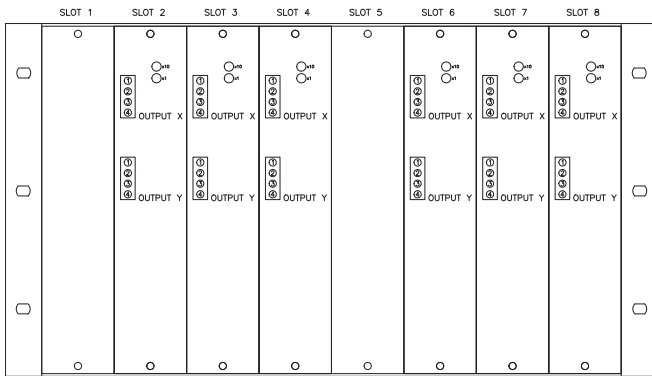 SLOT 1 SLOT 2 SLOT 3 SLOT 4 SLOT 5 SLOT 6 SLOT 7 SLOT 8
x10 x10 x10 x10 x10 x10
x1 x1 x1 x1 x1 x1
1 1 1 1 1 1
2 2 2 2 2 2
3 3 3 3 3 3
4 OUTPUT X 4 OUTPUT X 4 OUTPUT X 4 OUTPUT X 4 OUTPUT X 4 OUTPUT X
1 1 1 1 1 1
2 2 2 2 2 2
3 3 3 3 3 3
4 OUTPUT Y 4 OUTPUT Y 4 OUTPUT Y 4 OUTPUT Y 4 OUTPUT Y 4 OUTPUT Y